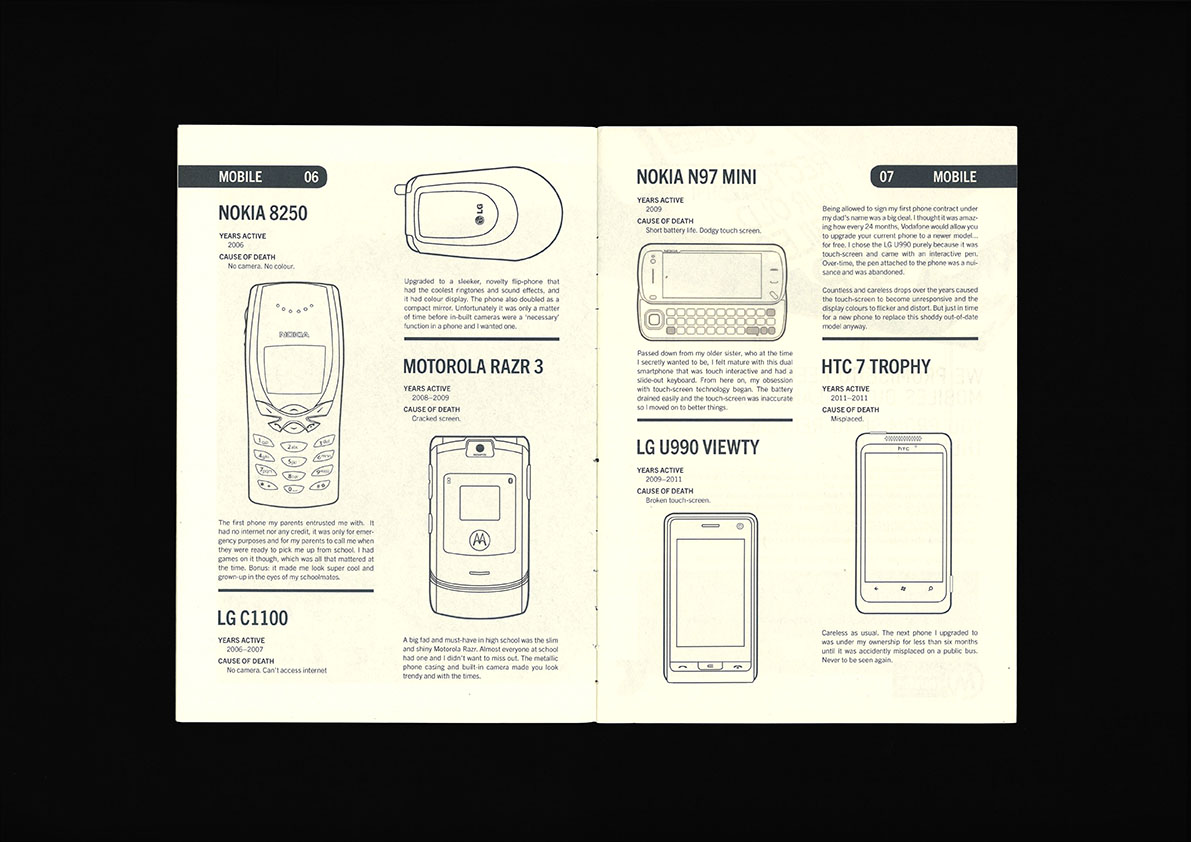 MOBILE 06
NOKIA 8250
YEARS ACTIVE
2006
CAUSE OF DEATH
No camera. No colour.
NOKIA
The first phone my parents entrusted me with. It
had no internet nor any credit, it was only for emer-
gency purposes and for my parents to call me when
they were ready to pick me up from school. I had
games on it though, which was all that mattered at
the time. Bonus: it made me look super cool and
grown-up in the eyes of my schoolmates.
LG C1100
YEARS ACTIVE
2006–2007
CAUSE OF DEATH
No camera. Can't access internet
LG
Upgraded to a sleeker, novelty flip-phone that
had the coolest ringtones and sound effects, and
it had colour display. The phone also doubled as a
compact mirror. Unfortunately it was only a matter
of time before in-built cameras were a 'necessary'
function in a phone and I wanted one.
MOTOROLA RAZR 3
YEARS ACTIVE
2008–2009
CAUSE OF DEATH
Cracked screen.
A big fad and must-have in high school was the slim
and shiny Motorola Razr. Almost everyone at school
had one and I didn't want to miss out. The metallic
phone casing and built-in camera made you look
trendy and with the times.
NOKIA N97 MINI
YEARS ACTIVE
2009
CAUSE OF DEATH
Short battery life. Dodgy touch screen.
Passed down from my older sister, who at the time
I secretly wanted to be, I felt mature with this dual
smartphone that was touch interactive and had a
slide-out keyboard. From here on, my obsession
with touch-screen technology began. The battery
drained easily and the touch-screen was inaccurate
so I moved on to better things.
LG U990 VIEWTY
YEARS ACTIVE
2009–2011
CAUSE OF DEATH
Broken touch-screen.
07 MOBILE
Being allowed to sign my first phone contract under
my dad's name was a big deal. I thought it was amaz-
ing how every 24 months, Vodafone would allow you
to upgrade your current phone to a newer model...
for free. I chose the LG U990 purely because it was
touch-screen and came with an interactive pen.
Over-time, the pen attached to the phone was a nui-
sance and was abandoned.
Countless and careless drops over the years caused
the touch-screen to become unresponsive and the
display colours to flicker and distort. But just in time
for a new phone to replace this shoddy out-of-date
model anyway.
HTC 7 TROPHY
YEARS ACTIVE
2011–2011
CAUSE OF DEATH
Misplaced.
hTC
Careless as usual. The next phone I upgraded to
was under my ownership for less than six months
until it was accidently misplaced on a public bus.
Never to be seen again.